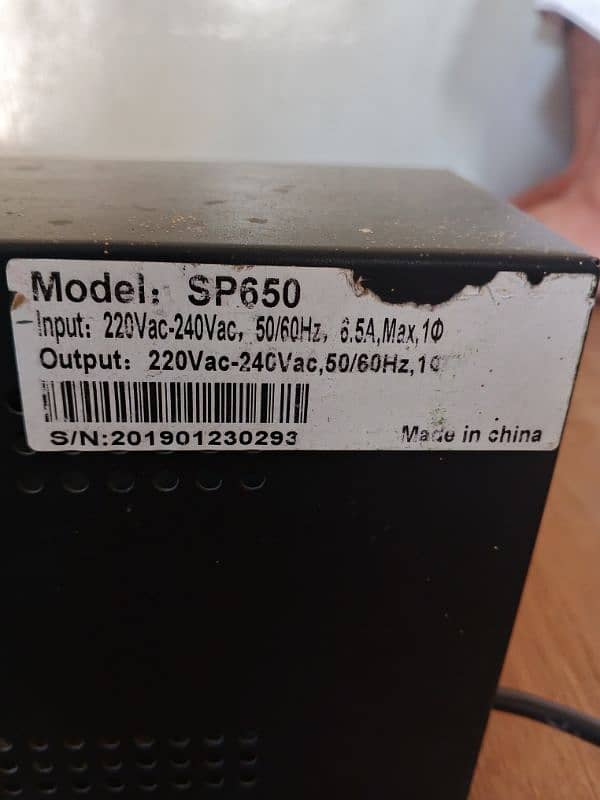 Model: SP650
Input: 220Vac-240Vac, 50/60Hz, 6.5A,Max,1Φ
Output: 220Vac-240Vac,50/60Hz,1Φ
S/N:201901230293
Made in china